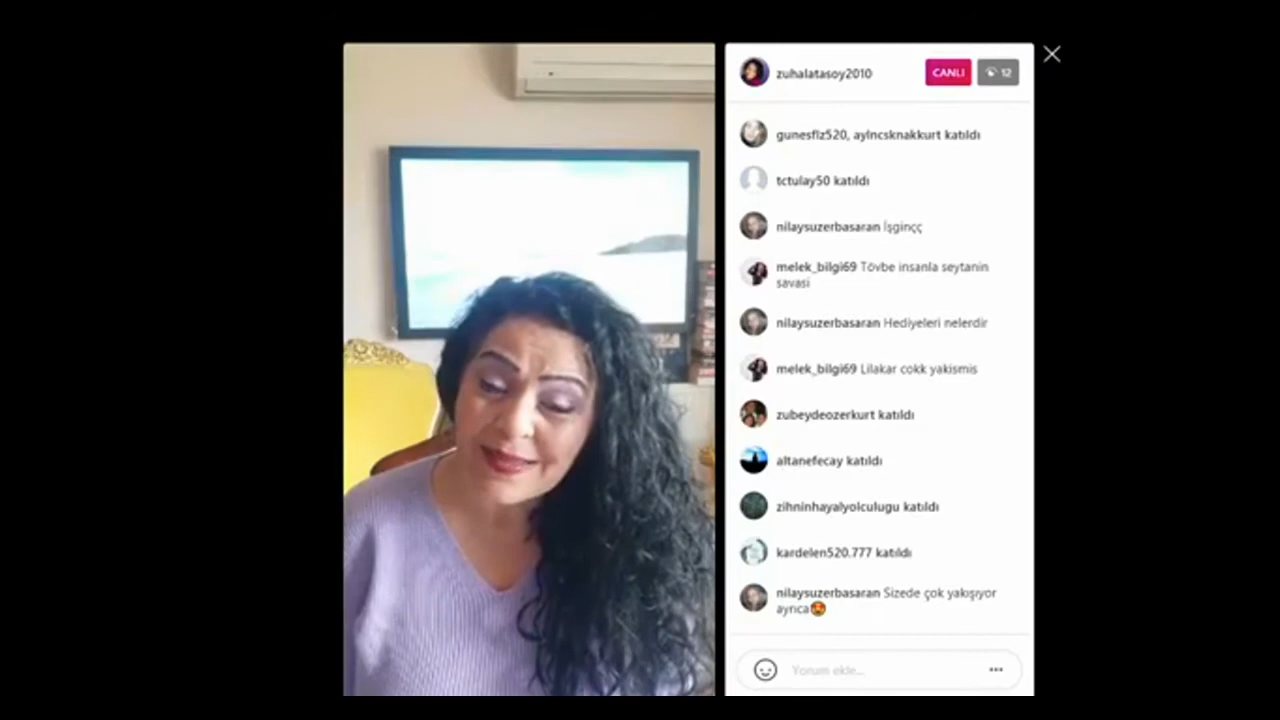 zuhalatasoy2010
CANLI
12
gunesflz520, aylncsknakkurt katıldı
tctulay50 katıldı
nilaysuzerbasaran İşginçç
melek_bilgi69 Tövbe insanla seytanin
savasi
nilaysuzerbasaran Hediyeleri nelerdir
melek_bilgi69 Lilakar cokk yakismis
zubeydeozerkurt katıldı
altanefecay katıldı
zihninhayalyolculugu katıldı
kardelen520.777 katıldı
nilaysuzerbasaran Sizede çok yakışıyor
ayrıca😍
Yorum ekle...